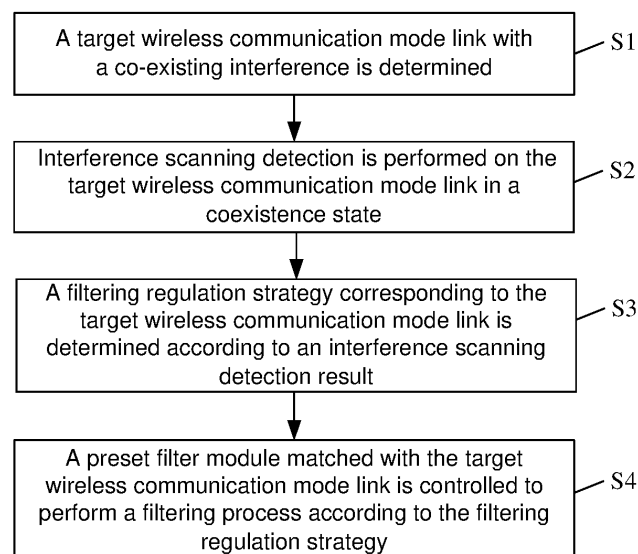 A target wireless communication mode link with
a co-existing interference is determined
S1
Interference scanning detection is performed on the
target wireless communication mode link in a
coexistence state
S2
A filtering regulation strategy corresponding to the
target wireless communication mode link is
determined according to an interference scanning
detection result
S3
A preset filter module matched with the target
wireless communication mode link is controlled to
perform a filtering process according to the filtering
regulation strategy
S4